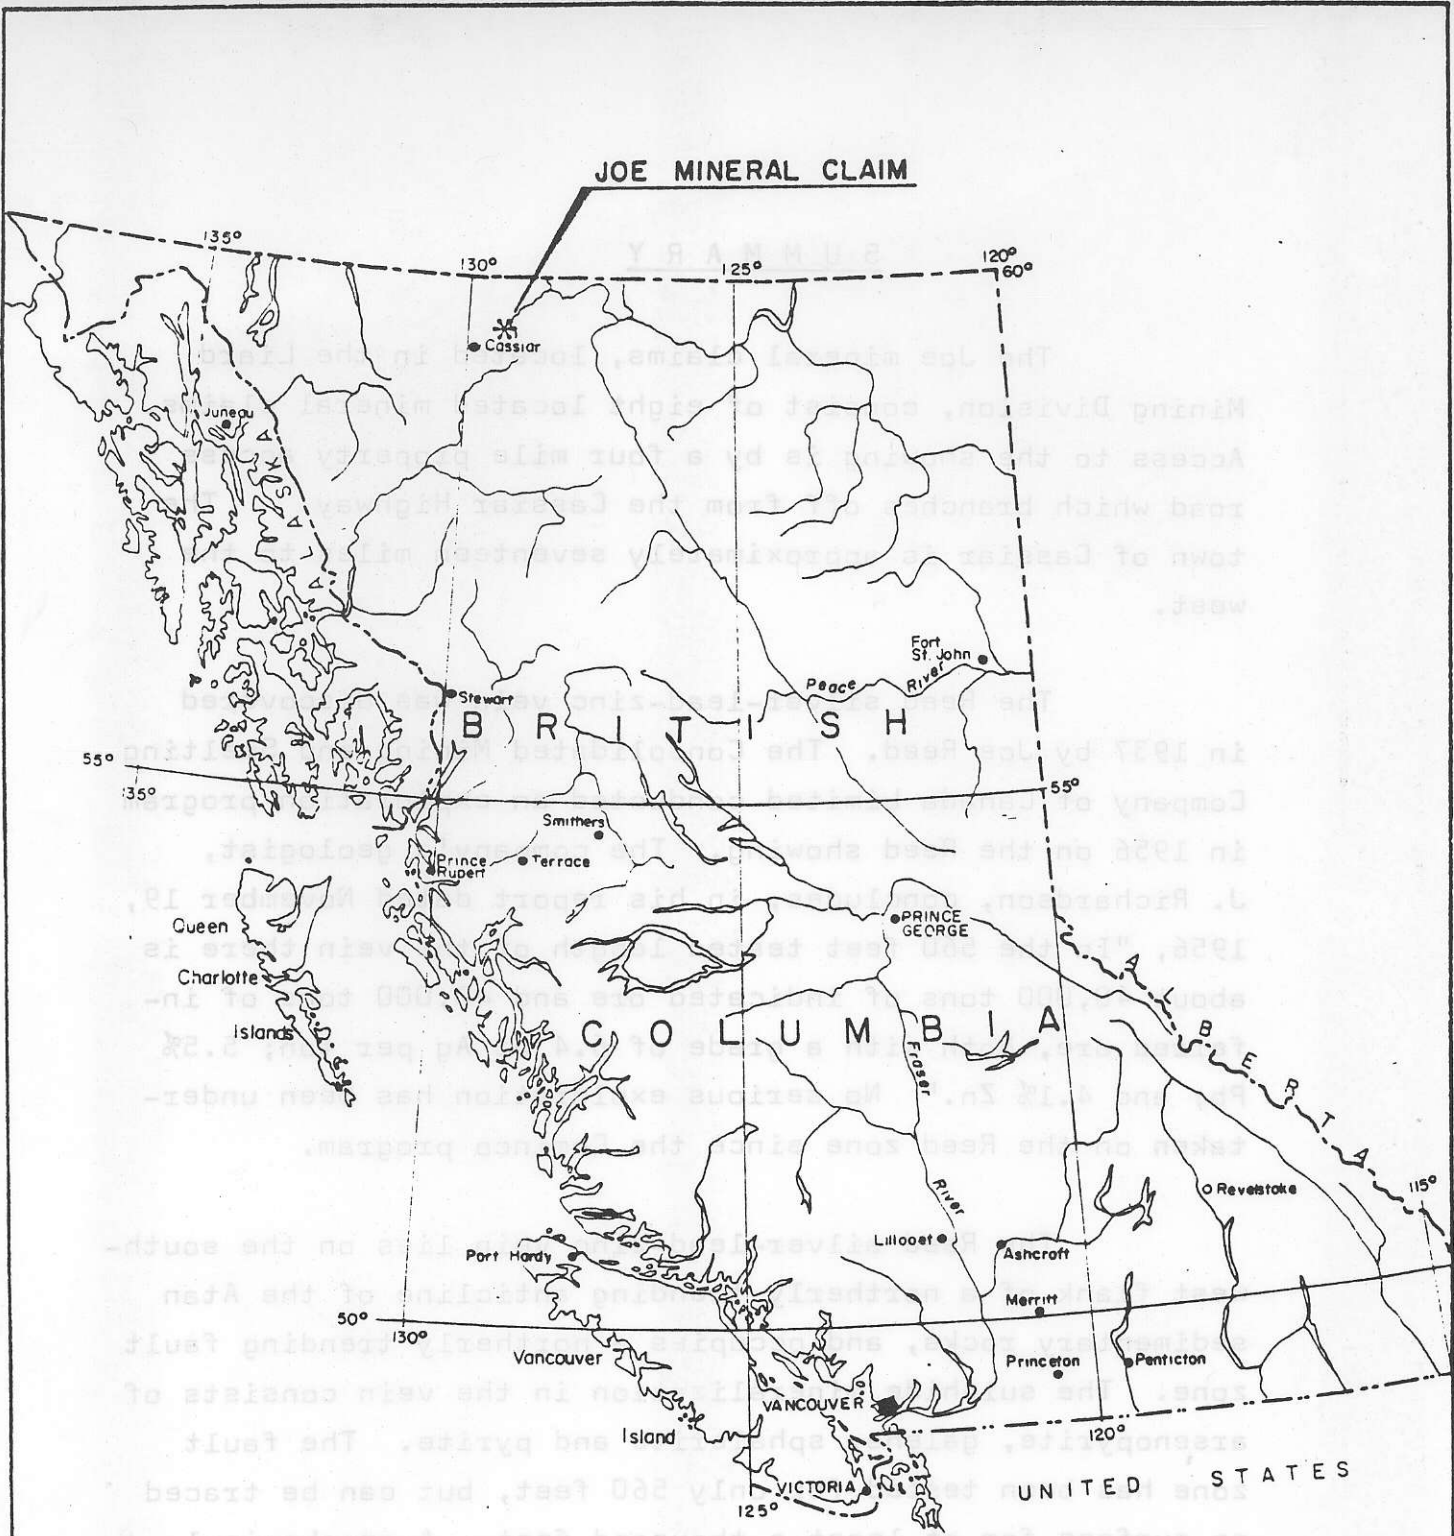 JOE MINERAL CLAIM
135°
130°
125°
120°
60°
Cassiar
Juneau
ALASKA
Fort
St. John
Peace River
Stewart
BRITISH
55°
135°
55°
Smithers
Prince
Rupert
Terrace
PRINCE
GEORGE
Queen
Charlotte
Islands
COLUMBIA
ALBERTA
Fraser
River
Revelstoke
115°
Lillooet
Ashcroft
Port Hardy
Merritt
50°
130°
Vancouver
Princeton
Penticton
VANCOUVER
Island
120°
VICTORIA
125°
UNITED STATES
SUMMARY
The Joe mineral claims, located in the Liard
Mining Division, consist of eight located mineral claims
Access to the showing is by a four mile property access
road which branches off from the Cassiar Highway. The
town of Cassiar is approximately seventeen miles to the
west.
The Reed silver-lead-zinc vein was discovered
in 1937 by Joe Reed. The Consolidated Mining and Smelting
Company of Canada Limited conducted an exploration program
in 1956 on the Reed showing. The company's geologist,
J. Richardson, concludes, in his report dated November 19,
1956, "In the 560 feet tested length of the vein there is
about tons of indicated ore and tons of in-
ferred ore, both with a grade of Ag per ton; 5.5%
Pb, and 4.1% Zn." No serious exploration has been under-
taken on the Reed zone since the Cominco program.
The Reed silver-lead-zinc vein lies on the south-
west flank of a northerly trending anticline of the Atan
sedimentary rocks, and occupies a northerly trending fault
zone. The sulphide mineralization in the vein consists of
arsenopyrite, galena, sphalerite and pyrite. The fault
zone has been tested for only 560 feet, but can be traced